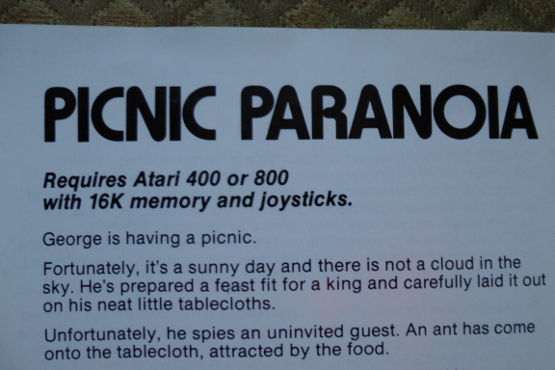 PICNIC PARANOIA
Requires Atari 400 or 800
with 16K memory and joysticks.
George is having a picnic.
Fortunately, it's a sunny day and there is not a cloud in the
sky. He's prepared a feast fit for a king and carefully laid it out
on his neat little tablecloths.
Unfortunately, he spies an uninvited guest. An ant has come
onto the tablecloth, attracted by the food.